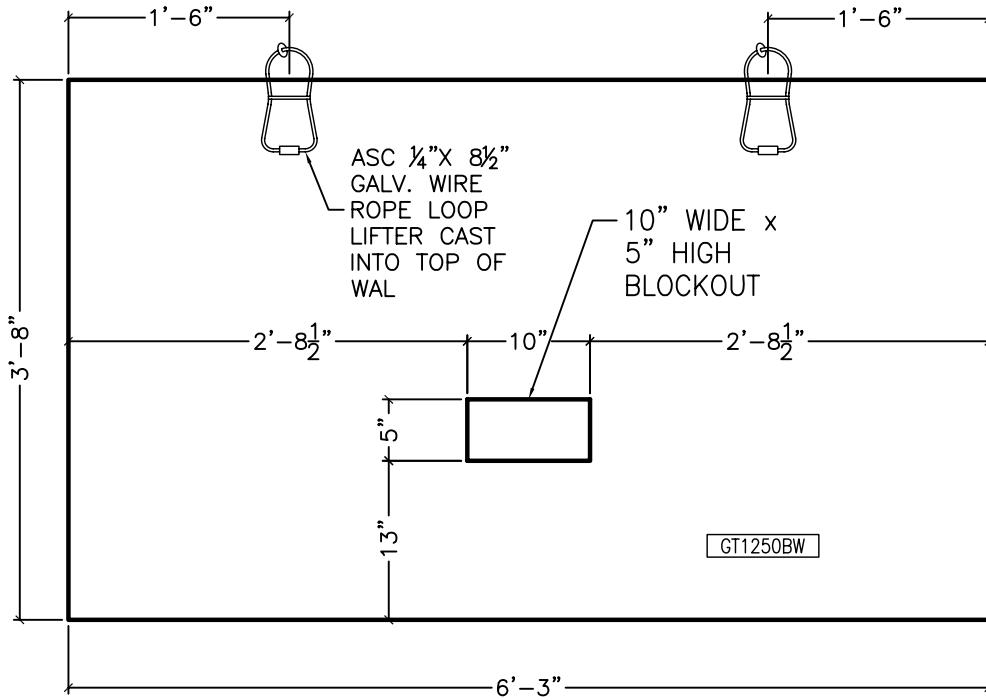 1'-6"
1'-6"
ASC ¼"X 8½"
GALV. WIRE
ROPE LOOP
LIFTER CAST
INTO TOP OF
WAL
10" WIDE x
5" HIGH
BLOCKOUT
3'-8"
2'-8½"
10"
2'-8½"
5"
13"
GT1250BW
6'-3"